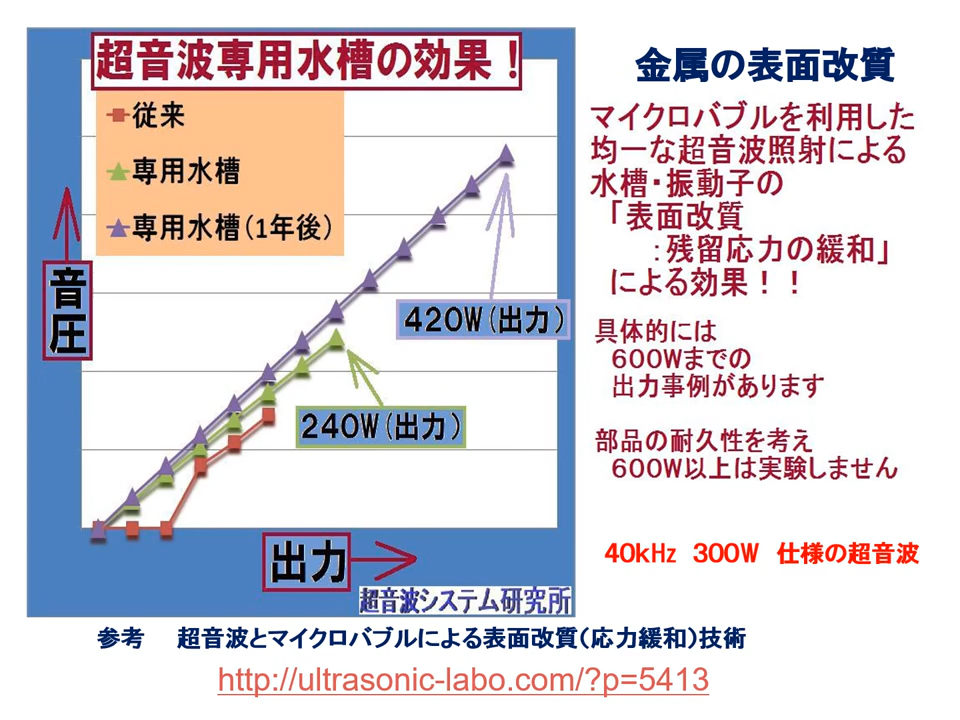 超音波専用水槽の効果！
従来
専用水槽
専用水槽(1年後)
音圧
420W(出力)
240W(出力)
出力
超音波システム研究所
金属の表面改質
マイクロバブルを利用した
均一な超音波照射による
水槽・振動子の
「表面改質
：残留応力の緩和」
による効果！！
具体的には
600Wまでの
出力事例があります
部品の耐久性を考え
600W以上は実験しません
40kHz 300W 仕様の超音波
参考 超音波とマイクロバブルによる表面改質（応力緩和）技術
http://ultrasonic-labo.com/?p=5413